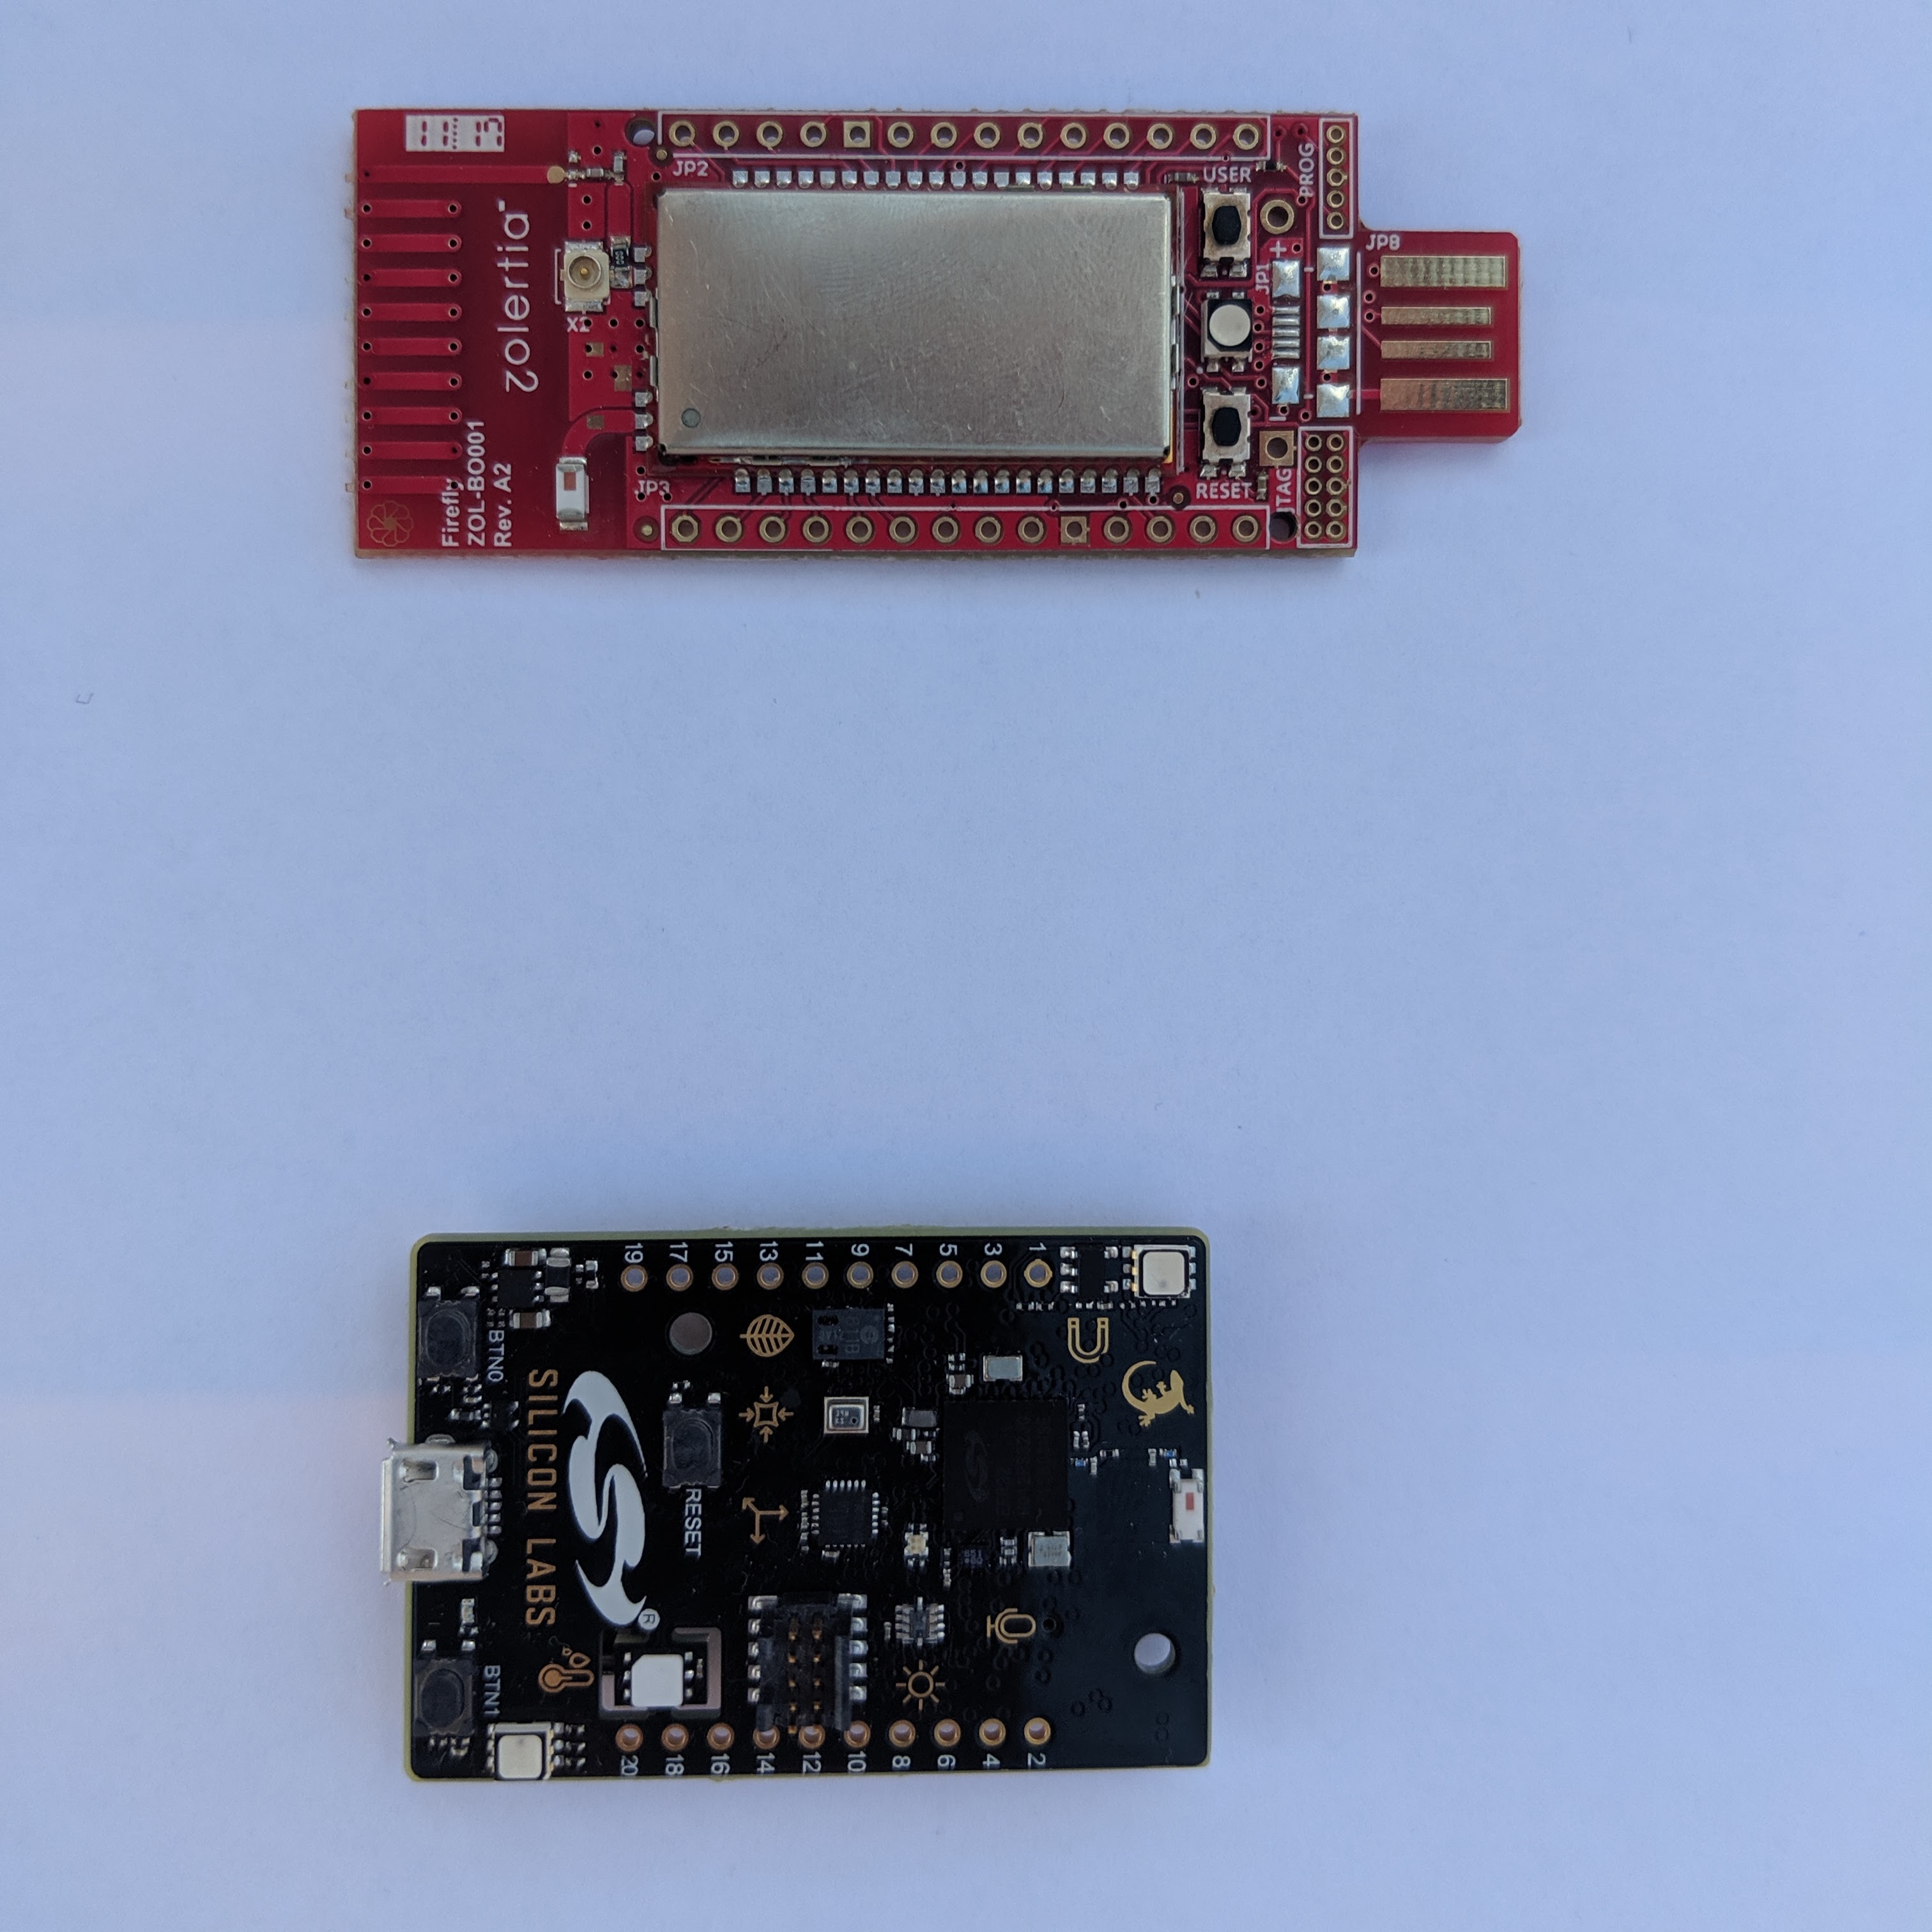 JP2
USER
PROG
JP8
zolertia
X1
JP1
+
-
Firefly
ZOL-BO001
Rev. A2
JP3
RESET
JTAG
19
17
15
13
11
9
7
5
3
1
BTN0
SILICON LABS
®
RESET
BTN1
20
18
16
14
12
10
8
6
4
2